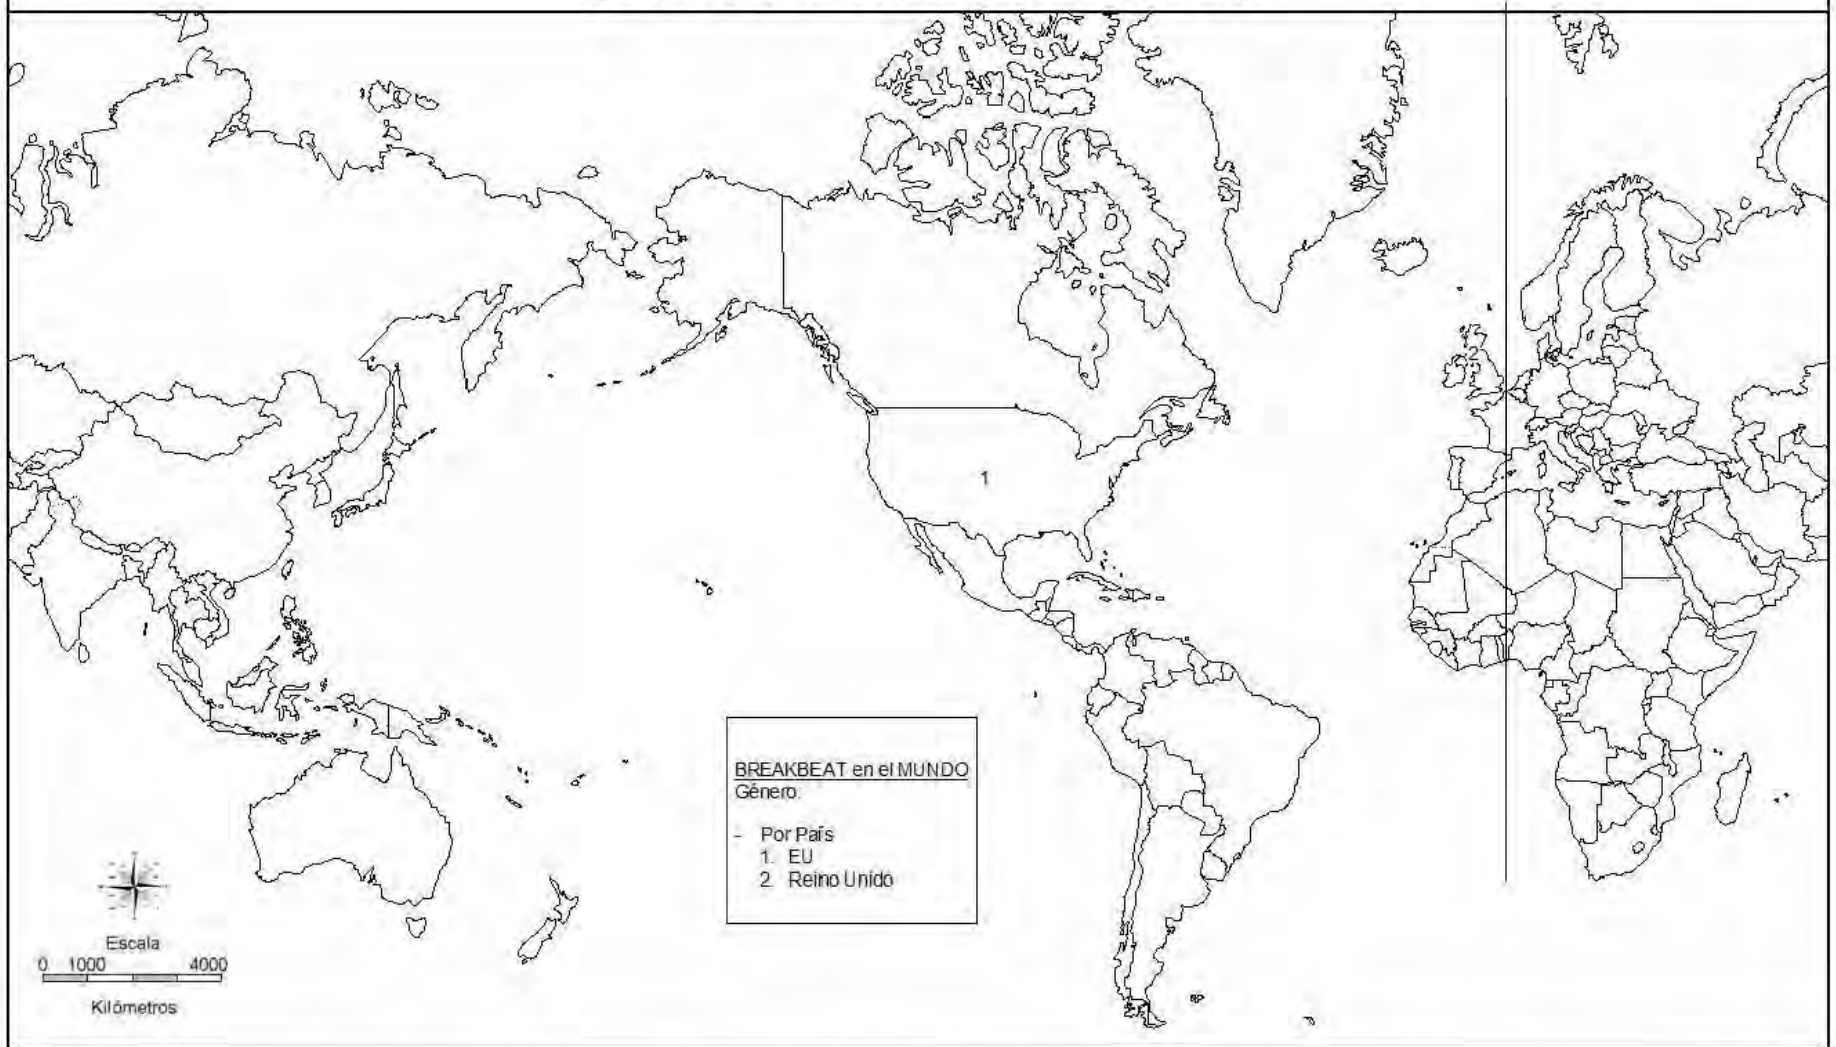 2
1
BREAKBEAT en el MUNDO
Género:
- Por País
1. EU
2. Reino Unido
Escala
0 1000 4000
Kilómetros